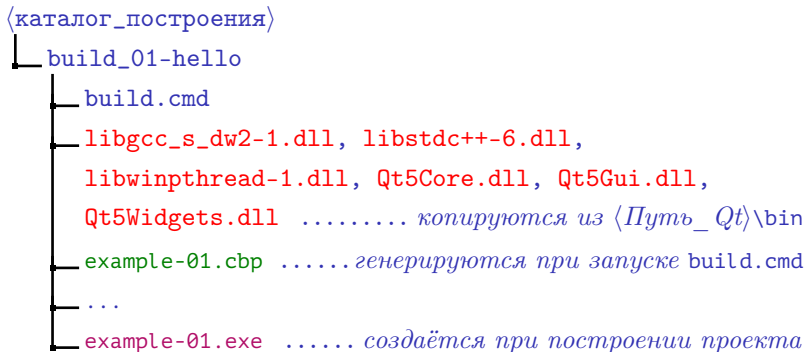 ⟨каталог_построения⟩
build_01-hello
build.cmd
libgcc_s_dw2-1.dll, libstdc++-6.dll,
libwinpthread-1.dll, Qt5Core.dll, Qt5Gui.dll,
Qt5Widgets.dll ......... копируются из ⟨Путь_ Qt⟩\bin
example-01.cbp ...... генерируются при запуске build.cmd
...
example-01.exe ...... создаётся при построении проекта